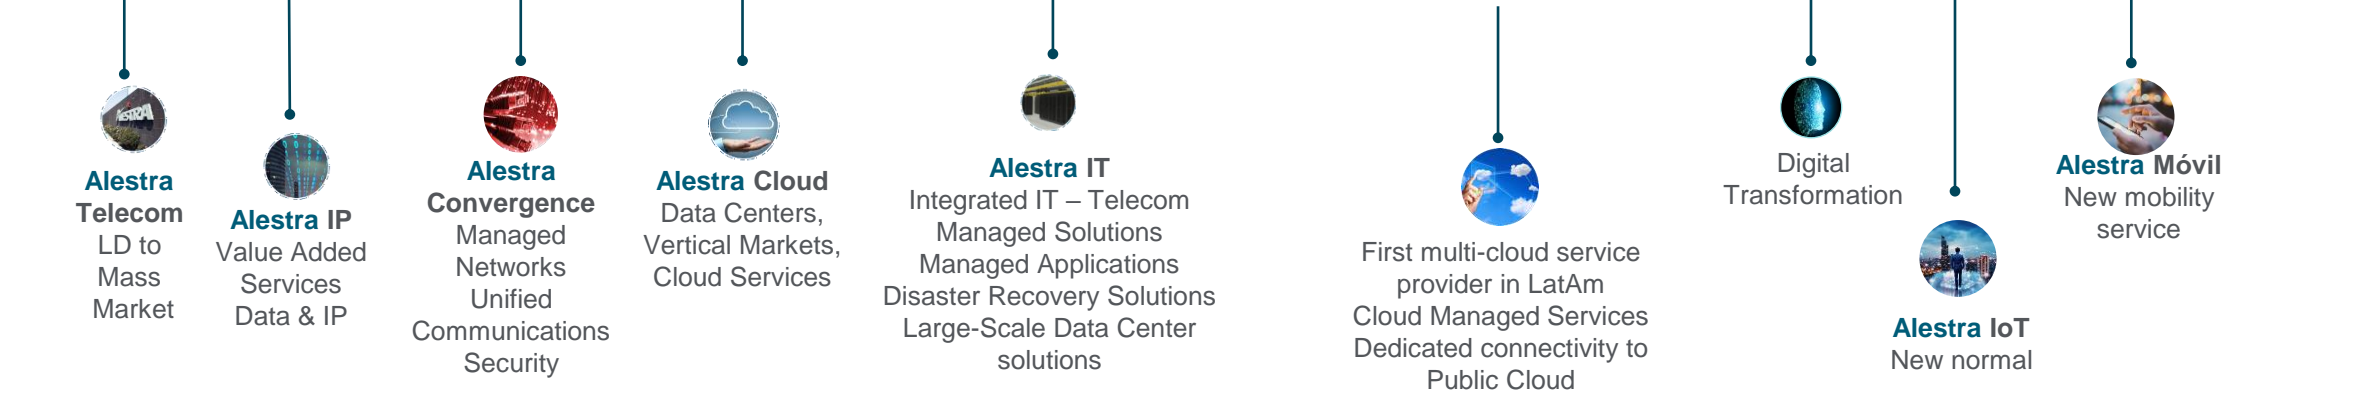 Alestra
Telecom
LD to
Mass
Market
Alestra IP
Value Added
Services
Data & IP
Alestra
Convergence
Managed
Networks
Unified
Communications
Security
Alestra Cloud
Data Centers,
Vertical Markets,
Cloud Services
Alestra IT
Integrated IT – Telecom
Managed Solutions
Managed Applications
Disaster Recovery Solutions
Large-Scale Data Center
solutions
First multi-cloud service
provider in LatAm
Cloud Managed Services
Dedicated connectivity to
Public Cloud
Digital
Transformation
Alestra IoT
New normal
Alestra Móvil
New mobility
service